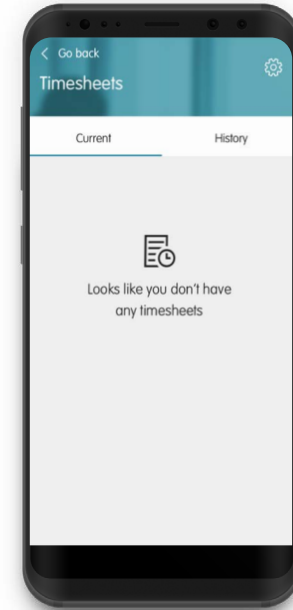 Go back
Timesheets
Current History
Looks like you don't have
any timesheets